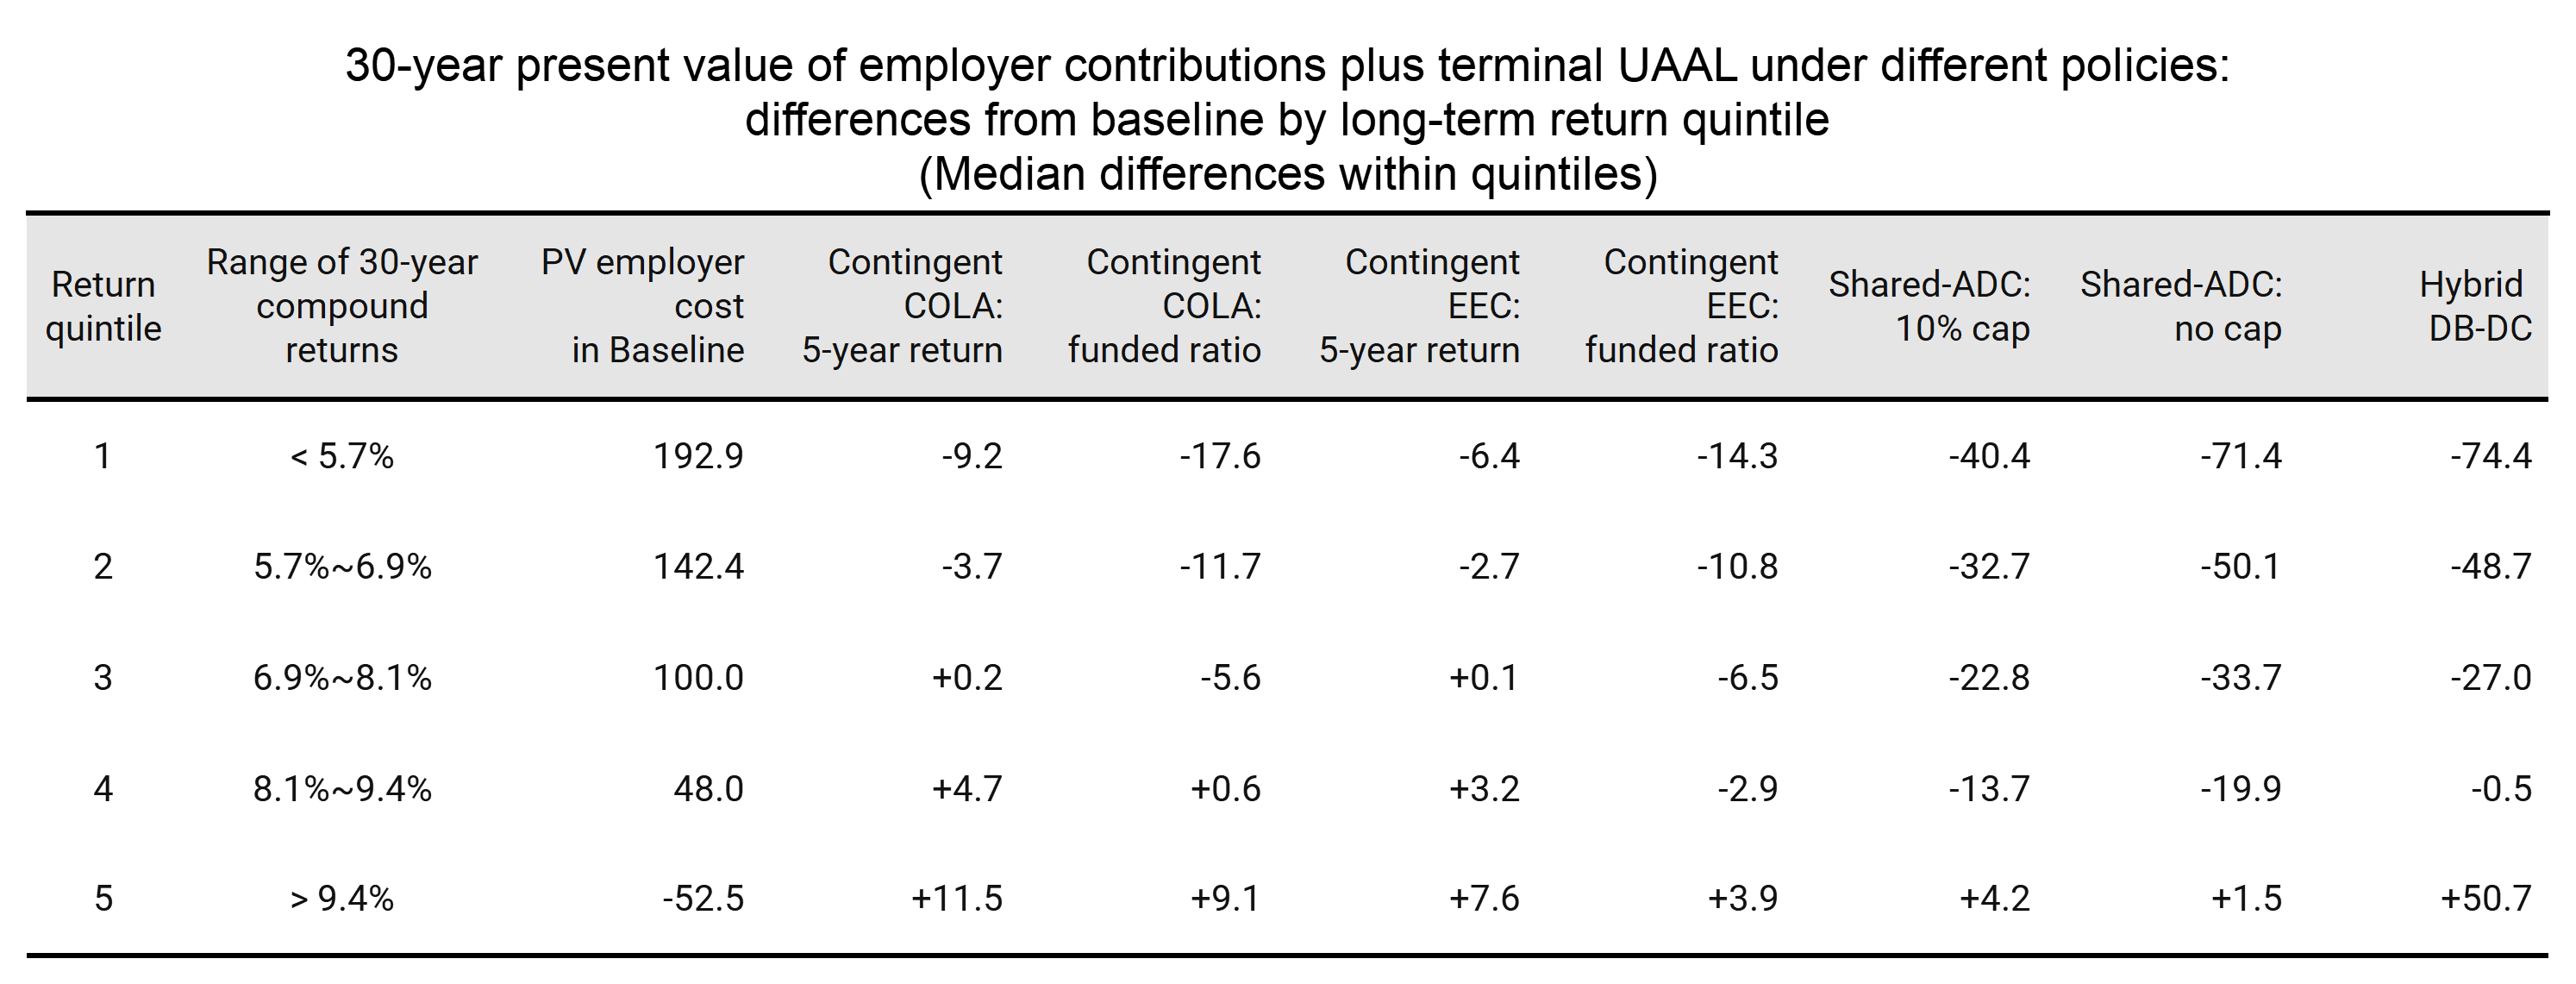 30-year present value of employer contributions plus terminal UAAL under different policies:
differences from baseline by long-term return quintile
(Median differences within quintiles)
Return quintile | Range of 30-year compound returns | PV employer cost in Baseline | Contingent COLA: 5-year return | Contingent COLA: funded ratio | Contingent EEC: 5-year return | Contingent EEC: funded ratio | Shared-ADC: 10% cap | Shared-ADC: no cap | Hybrid DB-DC
1 | < 5.7% | 192.9 | -9.2 | -17.6 | -6.4 | -14.3 | -40.4 | -71.4 | -74.4
2 | 5.7%~6.9% | 142.4 | -3.7 | -11.7 | -2.7 | -10.8 | -32.7 | -50.1 | -48.7
3 | 6.9%~8.1% | 100.0 | +0.2 | -5.6 | +0.1 | -6.5 | -22.8 | -33.7 | -27.0
4 | 8.1%~9.4% | 48.0 | +4.7 | +0.6 | +3.2 | -2.9 | -13.7 | -19.9 | -0.5
5 | > 9.4% | -52.5 | +11.5 | +9.1 | +7.6 | +3.9 | +4.2 | +1.5 | +50.7